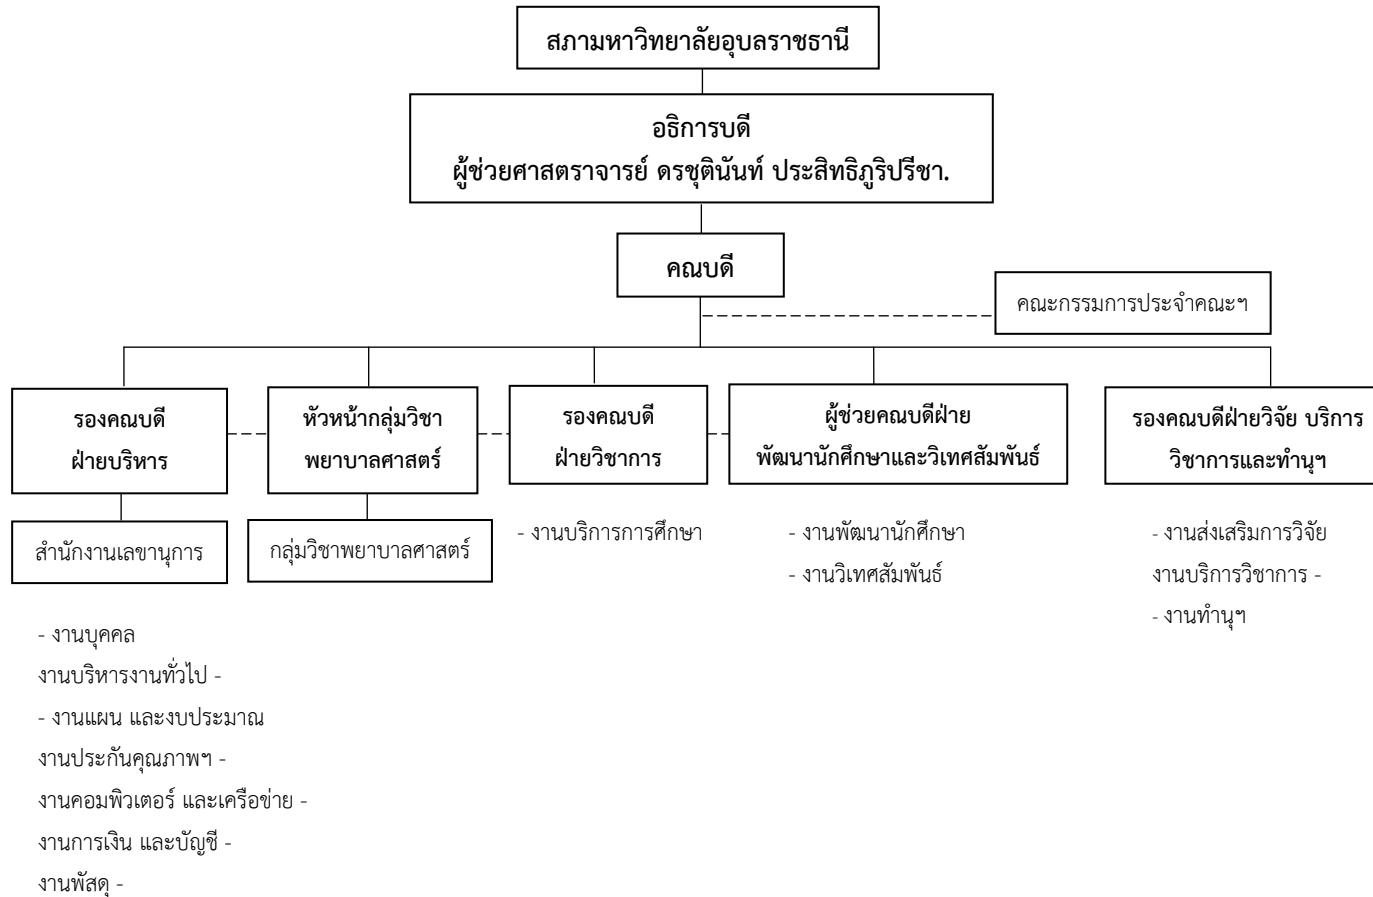 สภามหาวิทยาลัยอุบลราชธานี
อธิการบดี
ผู้ช่วยศาสตราจารย์ ดรชุตินันท์ ประสิทธิภูริปรีชา.
คณบดี
คณะกรรมการประจำคณะฯ
รองคณบดี
ฝ่ายบริหาร
หัวหน้ากลุ่มวิชา
พยาบาลศาสตร์
รองคณบดี
ฝ่ายวิชาการ
ผู้ช่วยคณบดีฝ่าย
พัฒนานักศึกษาและวิเทศสัมพันธ์
รองคณบดีฝ่ายวิจัย บริการ
วิชาการและทำนุฯ
สำนักงานเลขานุการ
กลุ่มวิชาพยาบาลศาสตร์
- งานบริการการศึกษา
- งานพัฒนานักศึกษา
- งานวิเทศสัมพันธ์
- งานส่งเสริมการวิจัย
งานบริการวิชาการ -
- งานทำนุฯ
- งานบุคคล
งานบริหารงานทั่วไป -
- งานแผน และงบประมาณ
งานประกันคุณภาพฯ -
งานคอมพิวเตอร์ และเครือข่าย -
งานการเงิน และบัญชี -
งานพัสดุ -